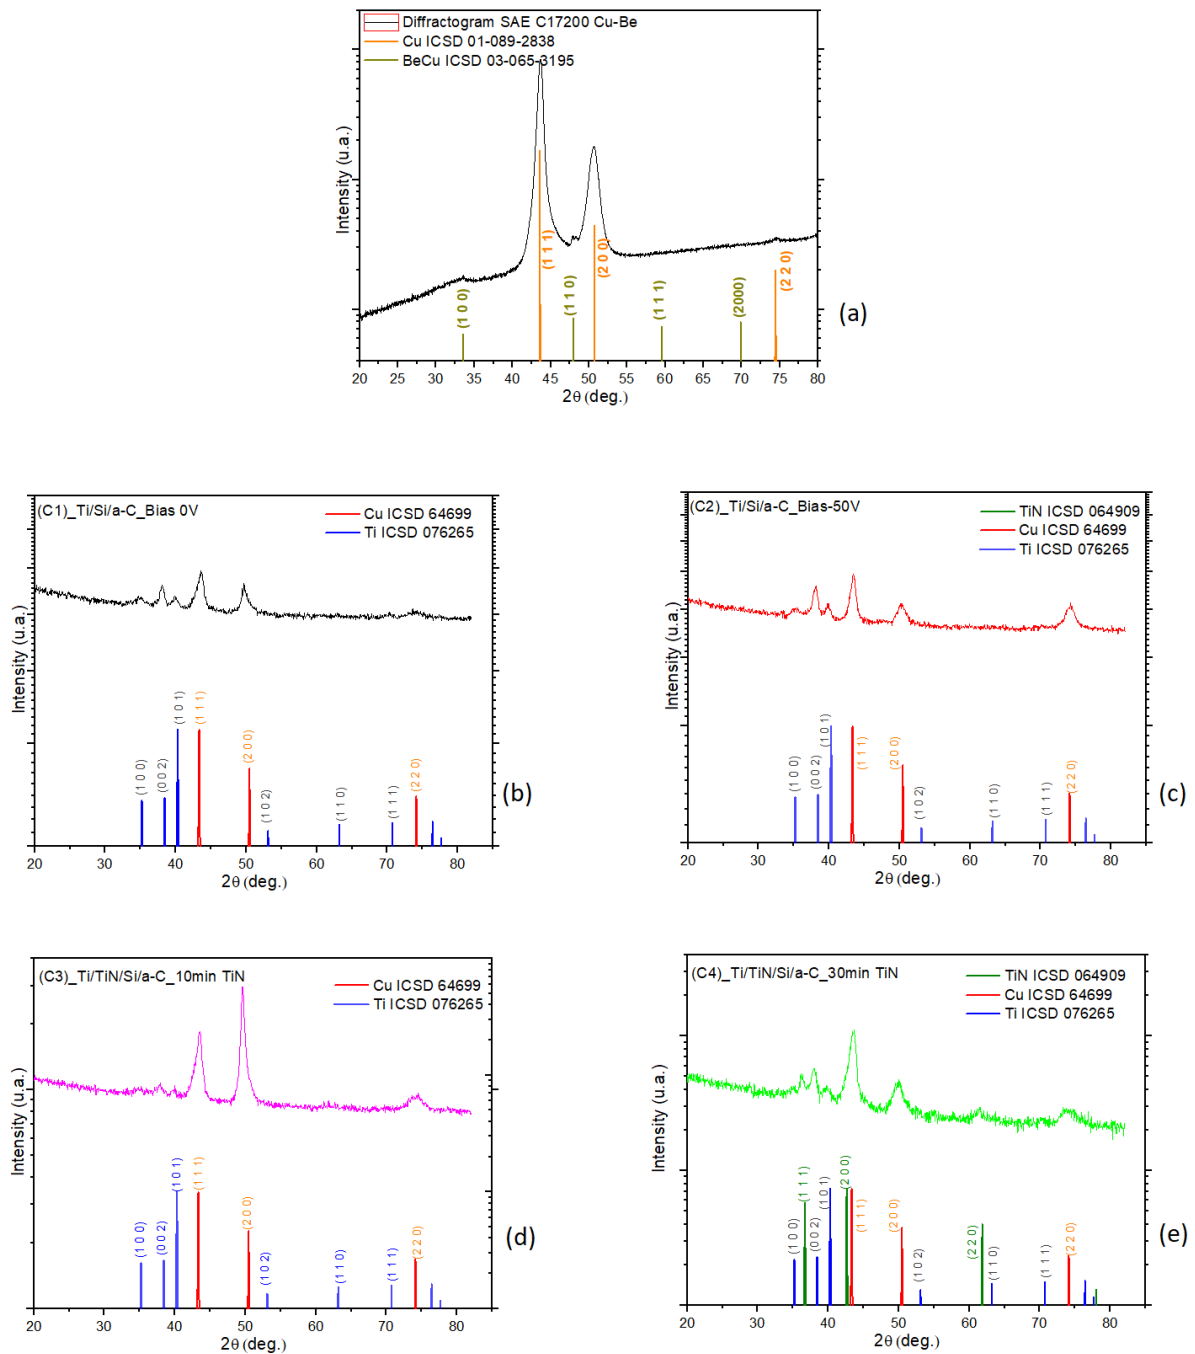 Diffractogram SAE C17200 Cu-Be
Cu ICSD 01-089-2838
BeCu ICSD 03-065-3195
Intensity (u.a.)
(1 0 0)
(1 1 1)
(1 1 0)
(2 0 0)
(1 1 1)
(2000)
(2 2 0)
20 25 30 35 42 45 50 55 60 65 70 75 80
2θ (deg.)
(a)
(C1)_Ti/Si/a-C_Bias 0V
Cu ICSD 64699
Ti ICSD 076265
Intensity (u.a.)
(1 0 0)
(0 0 2)
(1 0 1)
(1 1 1)
(2 0 0)
(1 0 2)
(1 1 0)
(1 1 1)
(2 2 0)
20 30 40 50 60 70 80
2θ (deg.)
(b)
(C2)_Ti/Si/a-C_Bias-50V
TiN ICSD 064909
Cu ICSD 64699
Ti ICSD 076265
Intensity (u.a.)
(1 0 0)
(0 0 2)
(1 0 1)
(1 1 1)
(2 0 0)
(1 0 2)
(1 1 0)
(1 1 1)
(2 2 0)
20 30 40 50 60 70 80
2θ (deg.)
(c)
(C3)_Ti/TiN/Si/a-C_10min TiN
Cu ICSD 64699
Ti ICSD 076265
Intensity (u.a.)
(1 0 0)
(0 0 2)
(1 0 1)
(1 1 1)
(2 0 0)
(1 0 2)
(1 1 0)
(1 1 1)
(2 2 0)
20 30 40 50 60 70 80
2θ (deg.)
(d)
(C4)_Ti/TiN/Si/a-C_30min TiN
TiN ICSD 064909
Cu ICSD 64699
Ti ICSD 076265
Intensity (u.a.)
(1 0 0)
(1 1 1)
(0 0 2)
(1 0 1)
(2 0 0)
(1 1 1)
(2 0 0)
(1 0 2)
(2 2 0)
(1 1 0)
(1 1 1)
(2 2 0)
20 30 40 50 60 70 80
2θ (deg.)
(e)